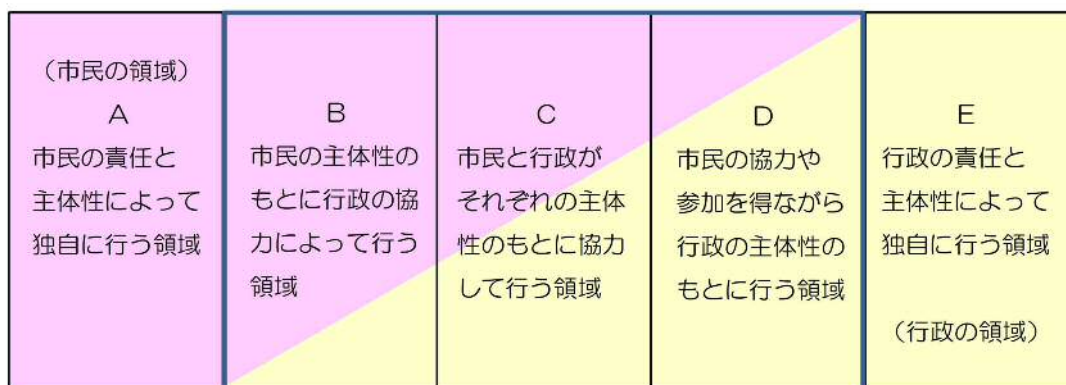 （市民の領域）
A
市民の責任と
主体性によって
独自に行う領域
B
市民の主体性の
もとに行政の協
力によって行う
領域
C
市民と行政が
それぞれの主体
性のもとに協力
して行う領域
D
市民の協力や
参加を得ながら
行政の主体性の
もとに行う領域
E
行政の責任と
主体性によって
独自に行う領域
（行政の領域）